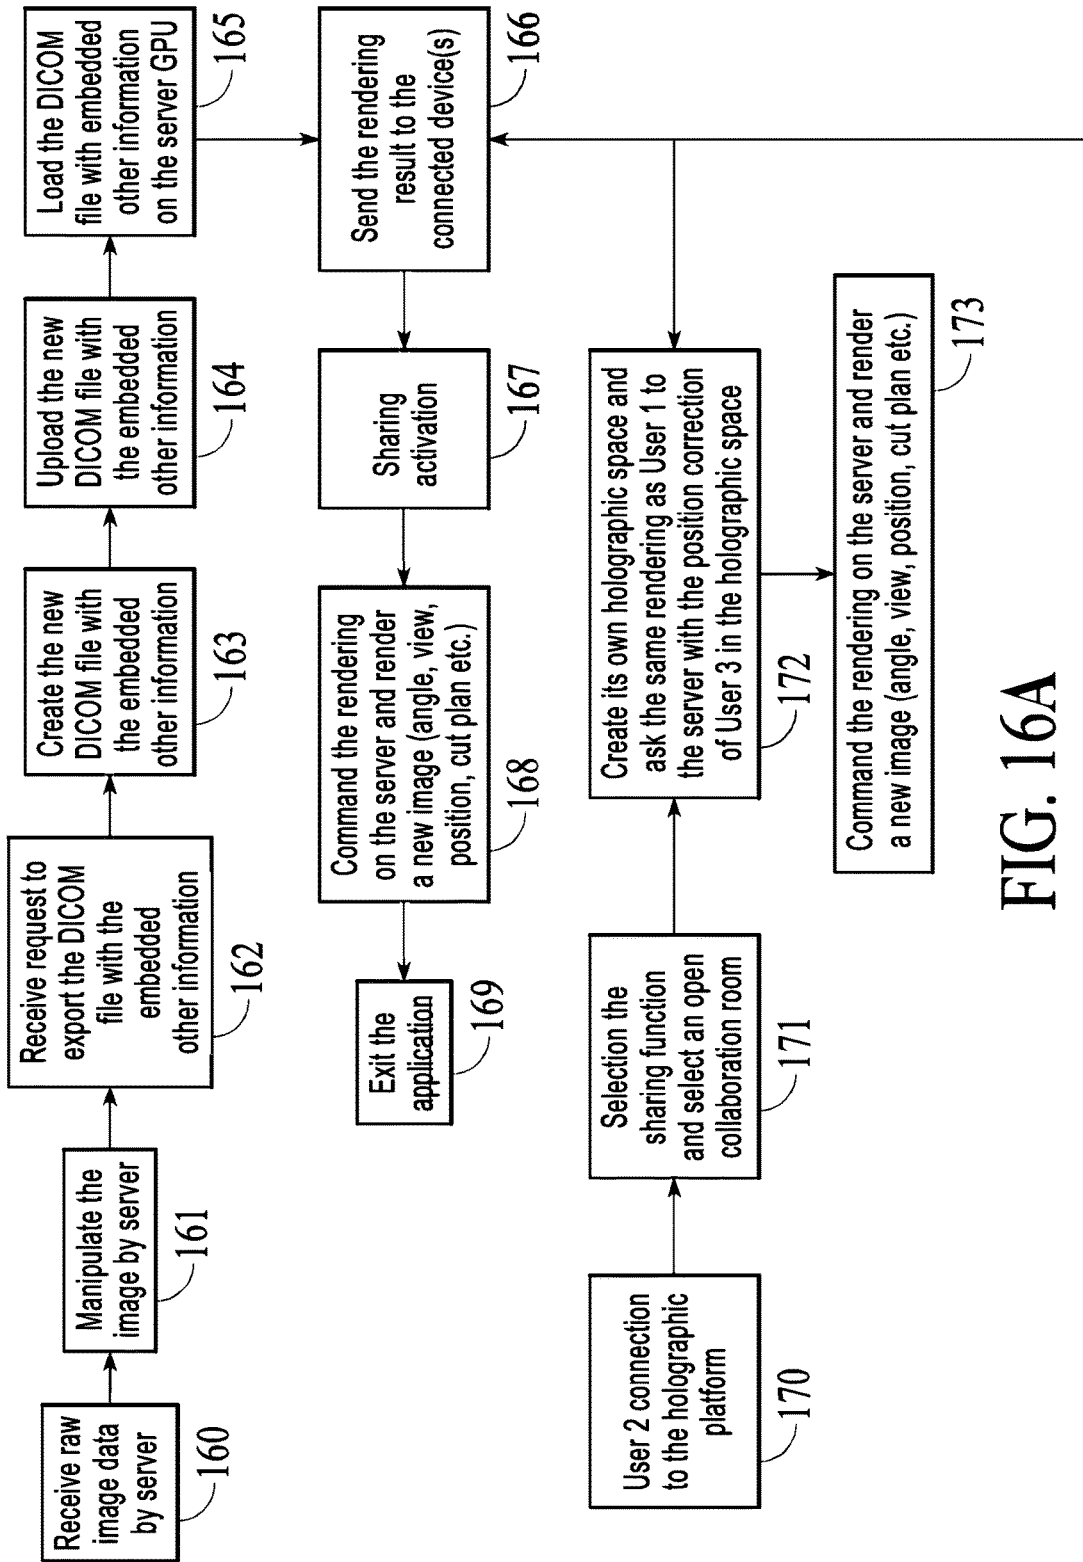 Receive raw
image data
by server
160
Manipulate the
image by server
161
Receive request to
export the DICOM
file with the
embedded
other information
162
Create the new
DICOM file with
the embedded
other information
163
Upload the new
DICOM file with
the embedded
other information
164
Load the DICOM
file with embedded
other information
on the server GPU
165
Send the rendering
result to the
connected device(s)
166
Sharing
activation
167
Command the rendering
on the server and render
a new image (angle, view,
position, cut plan etc.)
168
Exit the
application
169
User 2 connection
to the holographic
platform
170
Selection the
sharing function
and select an open
collaboration room
171
Create its own holographic space and
ask the same rendering as User 1 to
the server with the position correction
of User 3 in the holographic space
172
Command the rendering on the server and render
a new image (angle, view, position, cut plan etc.)
173
FIG. 16A